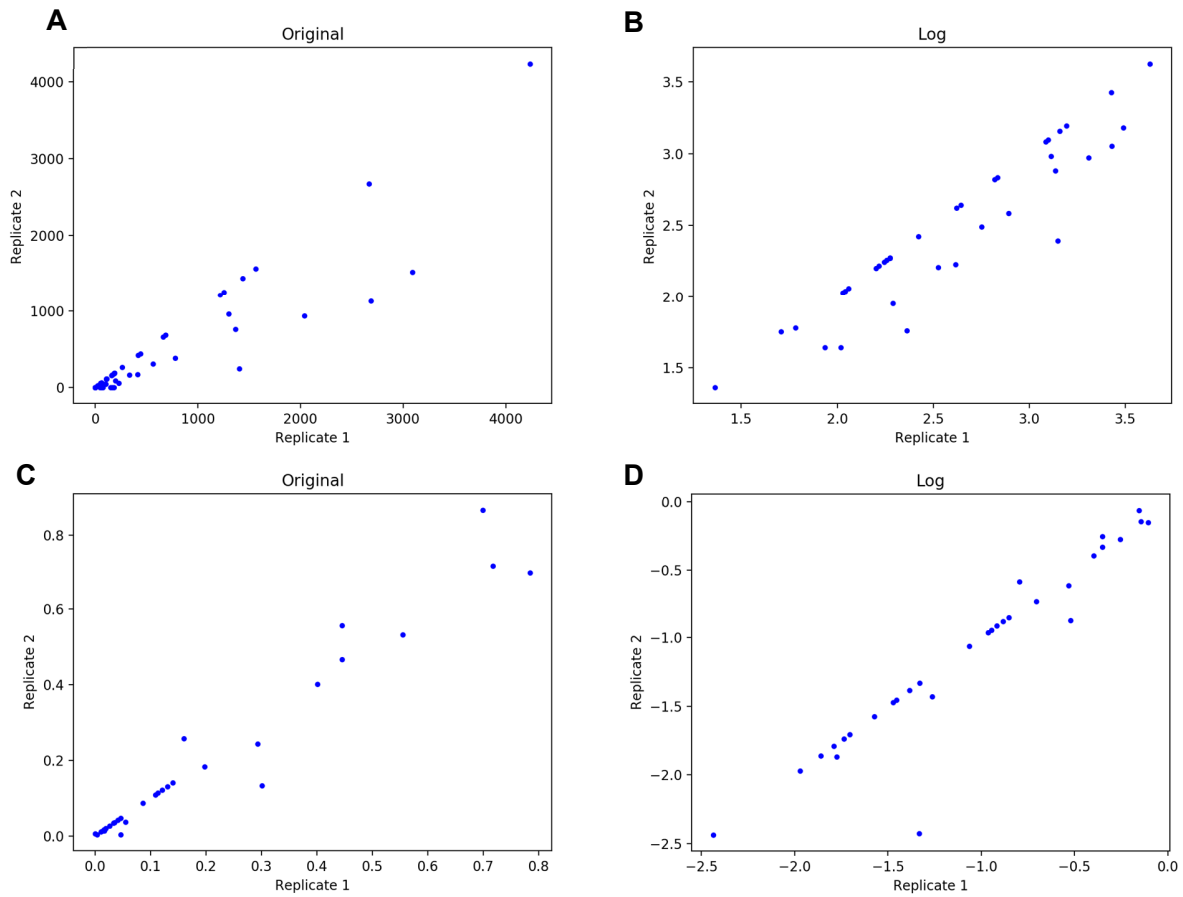 A
Original
4000
3000
2000
1000
0
Replicate 2
0 1000 2000 3000 4000
Replicate 1
B
Log
3.5
3.0
2.5
2.0
1.5
Replicate 2
1.5 2.0 2.5 3.0 3.5
Replicate 1
C
Original
0.8
0.6
0.4
0.2
0.0
Replicate 2
0.0 0.1 0.2 0.3 0.4 0.5 0.6 0.7 0.8
Replicate 1
D
Log
0.0
−0.5
−1.0
−1.5
−2.0
−2.5
Replicate 2
−2.5 −2.0 −1.5 −1.0 −0.5 0.0
Replicate 1